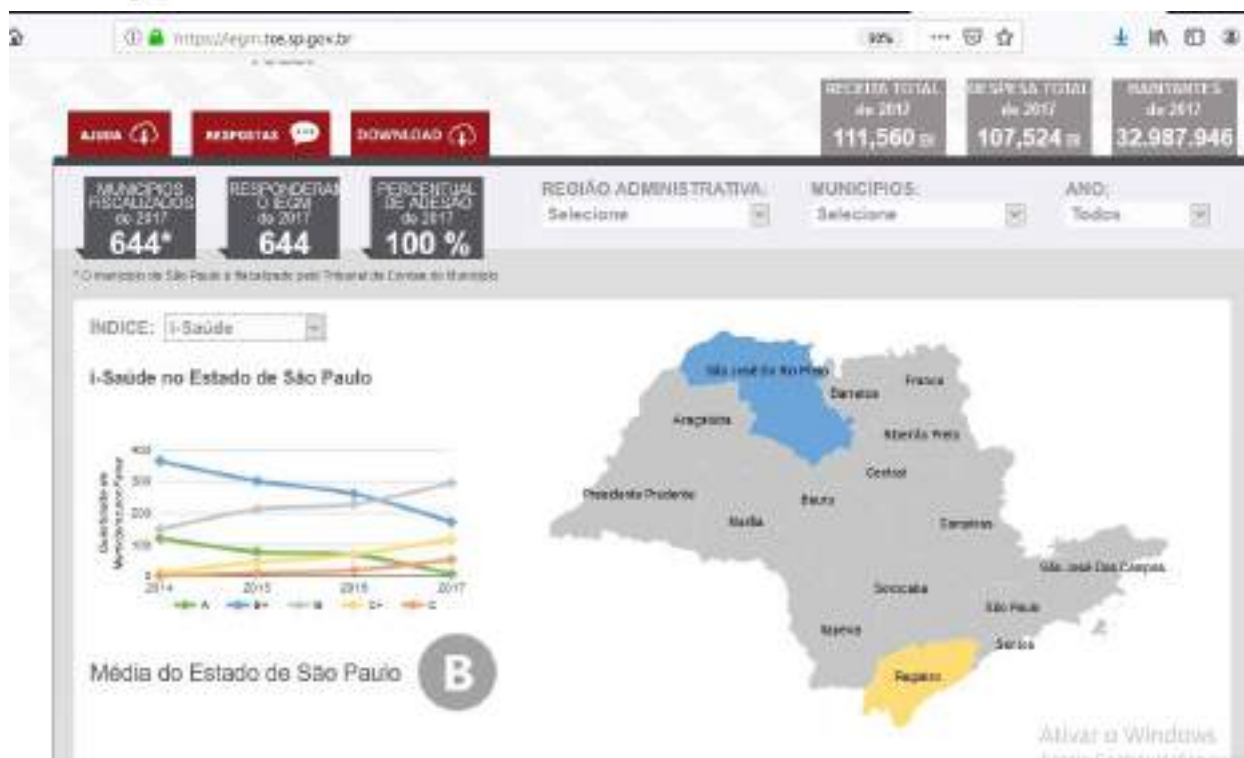 https://iegm.tce.sp.gov.br
90%
RECEITA TOTAL
de 2017
111,560 BI
DESPESA TOTAL
de 2017
107,524 BI
HABITANTES
de 2017
32.987.946
AJUDA
RESPOSTAS
DOWNLOAD
MUNICÍPIOS
FISCALIZADOS
de 2017
644*
RESPONDERAM
O IEGM
de 2017
644
PERCENTUAL
DE ADESÃO
de 2017
100 %
REGIÃO ADMINISTRATIVA:
Selecione
MUNICÍPIOS:
Selecione
ANO:
Todos
* O município de São Paulo é fiscalizado pelo Tribunal de Contas do Município
ÍNDICE: i-Saúde
i-Saúde no Estado de São Paulo
Quantidade em
400
300
200
100
0
2014 2015 2016 2017
A B+ B C+ C
Média do Estado de São Paulo B
São José do Rio Preto
Barretos
Franca
Araçatuba
Ribeirão Preto
Central
Presidente Prudente
Bauru
Marília
Campinas
São José Dos Campos
Sorocaba
São Paulo
Itapeva
Santos
Registro
Ativar o Windows